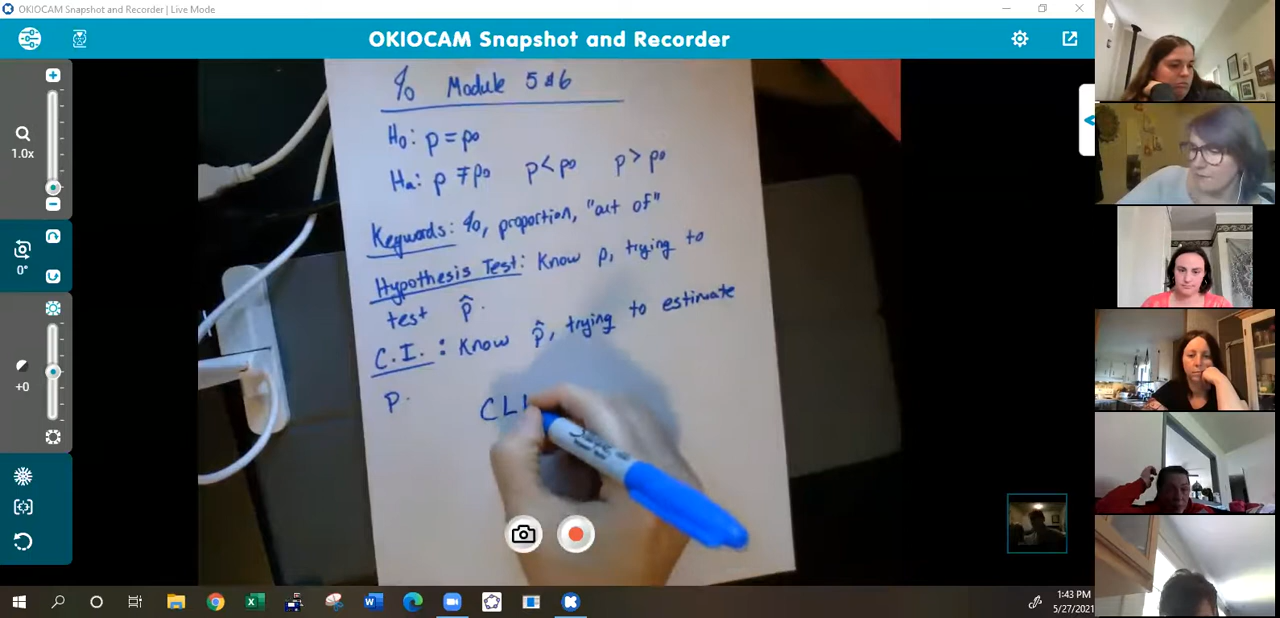 OKIOCAM Snapshot and Recorder | Live Mode
OKIOCAM Snapshot and Recorder
1.0x
0°
+0
% Module 5 & 6
H₀: p = p₀
Hₐ: p ≠ p₀ p < p₀ p > p₀
Keywords: %, proportion, "out of"
Hypothesis Test: Know p, trying to
test p̂.
C.I.: Know p̂, trying to estimate
p.
CL
1:43 PM
5/27/2021